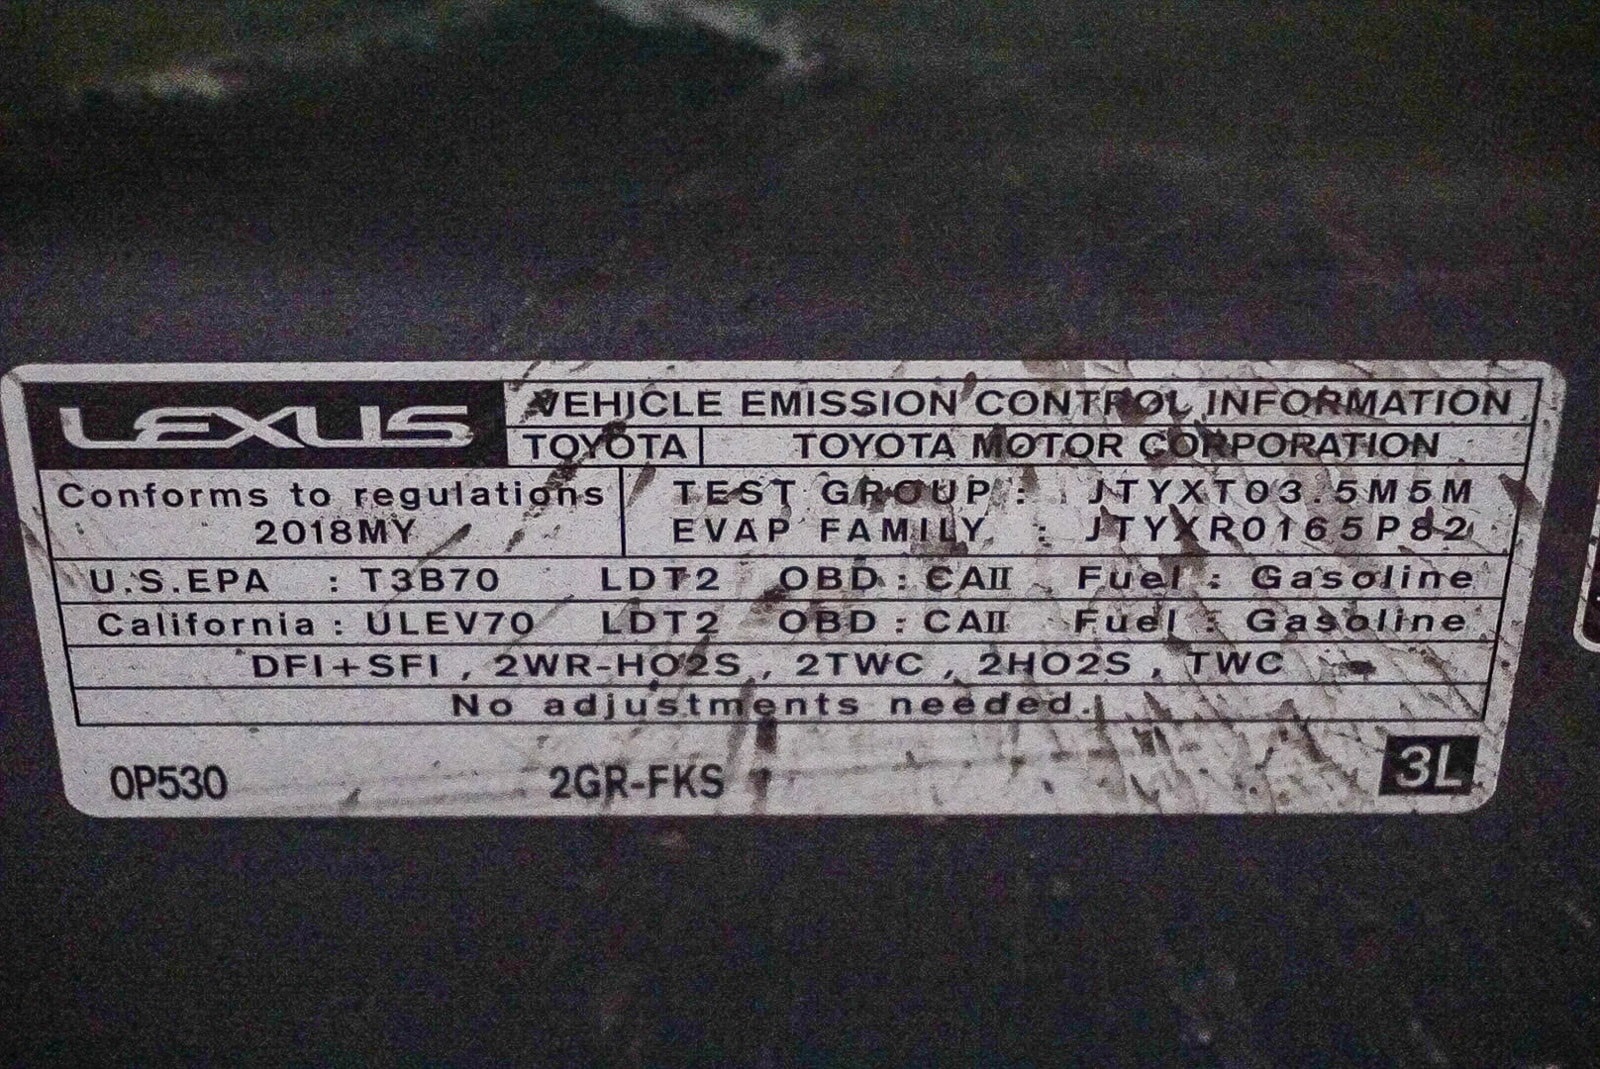 LEXUS
VEHICLE EMISSION CONTROL INFORMATION
TOYOTA TOYOTA MOTOR CORPORATION
Conforms to regulations
2018MY
TEST GROUP : JTYXT03.5M5M
EVAP FAMILY : JTYXR0165P82
U.S.EPA : T3B70 LDT2 OBD : CAII Fuel : Gasoline
California : ULEV70 LDT2 OBD : CAII Fuel : Gasoline
DFI+SFI , 2WR-HO2S , 2TWC , 2HO2S , TWC
No adjustments needed.
0P530 2GR-FKS 3L